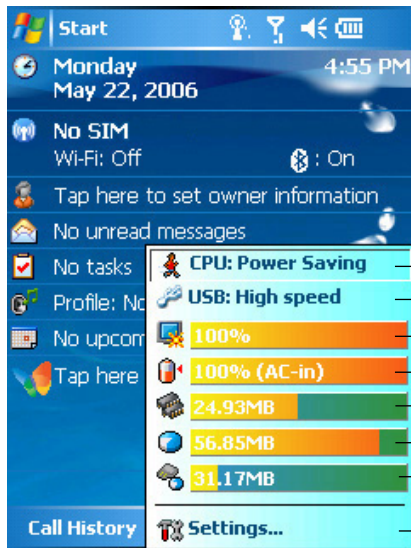 Start
Monday 4:55 PM
May 22, 2006
No SIM
Wi-Fi: Off : On
Tap here to set owner information
No unread messages
No tasks
Profile: No
No upcom
Tap here
CPU: Power Saving
USB: High speed
100%
100% (AC-in)
24.93MB
56.85MB
31.17MB
Settings...
Call History